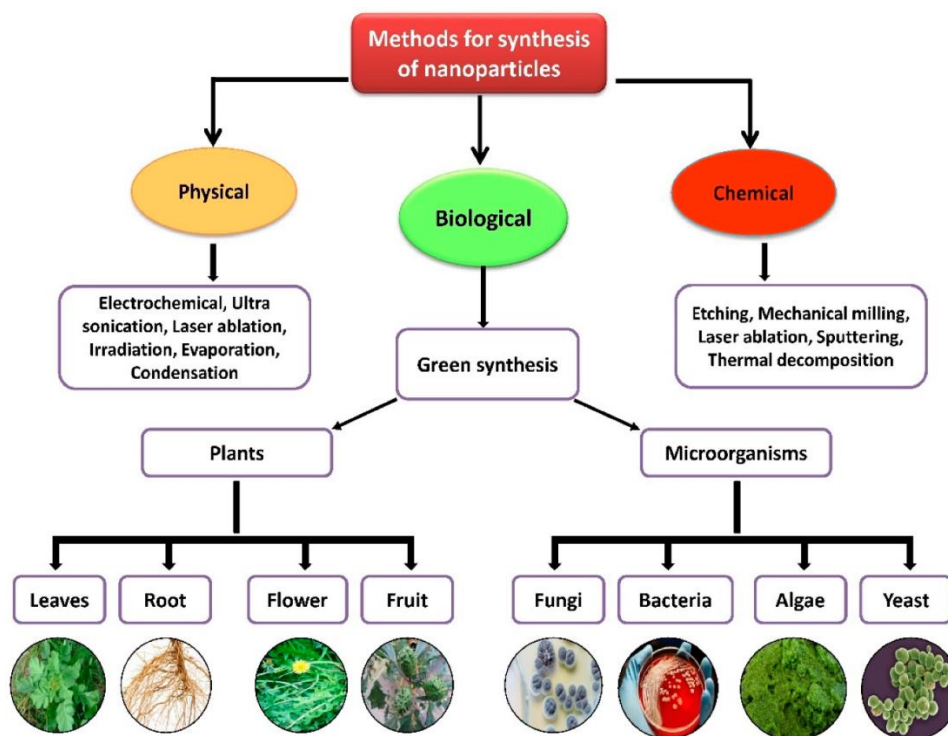 Methods for synthesis
of nanoparticles
Physical
Biological
Chemical
Electrochemical, Ultra
sonication, Laser ablation,
Irradiation, Evaporation,
Condensation
Etching, Mechanical milling,
Laser ablation, Sputtering,
Thermal decomposition
Green synthesis
Plants
Microorganisms
Leaves
Root
Flower
Fruit
Fungi
Bacteria
Algae
Yeast